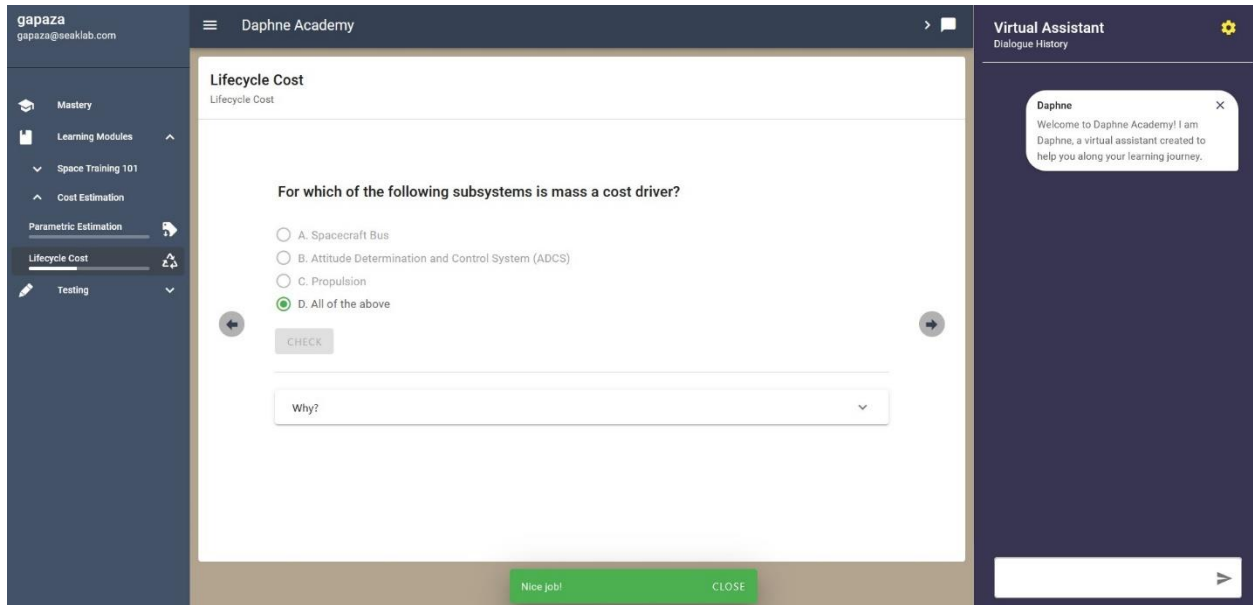 gapaza
gapaza@seaklab.com
Mastery
Learning Modules
Space Training 101
Cost Estimation
Parametric Estimation
Lifecycle Cost
Testing
Daphne Academy
Lifecycle Cost
Lifecycle Cost
For which of the following subsystems is mass a cost driver?
A. Spacecraft Bus
B. Attitude Determination and Control System (ADCS)
C. Propulsion
D. All of the above
CHECK
Why?
Nice job! CLOSE
Virtual Assistant
Dialogue History
Daphne
Welcome to Daphne Academy! I am
Daphne, a virtual assistant created to
help you along your learning journey.